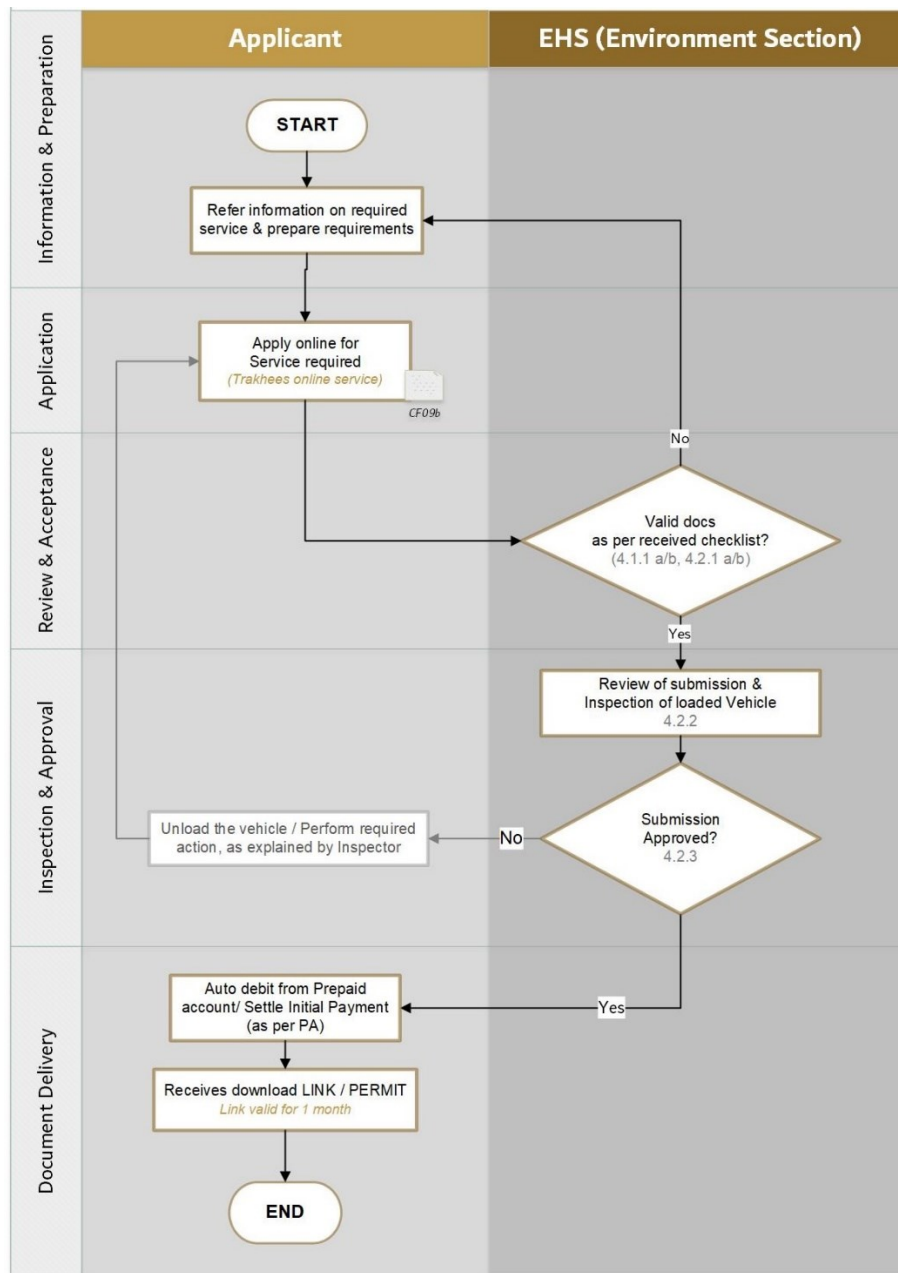 Applicant
EHS (Environment Section)
Information & Preparation
START
Refer information on required
service & prepare requirements
Application
Apply online for
Service required
(Trakhees online service)
CF09b
Review & Acceptance
No
Valid docs
as per received checklist?
(4.1.1 a/b, 4.2.1 a/b)
Yes
Inspection & Approval
Review of submission &
Inspection of loaded Vehicle
4.2.2
Submission
Approved?
4.2.3
No
Unload the vehicle / Perform required
action, as explained by Inspector
Document Delivery
Yes
Auto debit from Prepaid
account/ Settle Initial Payment
(as per PA)
Receives download LINK / PERMIT
Link valid for 1 month
END